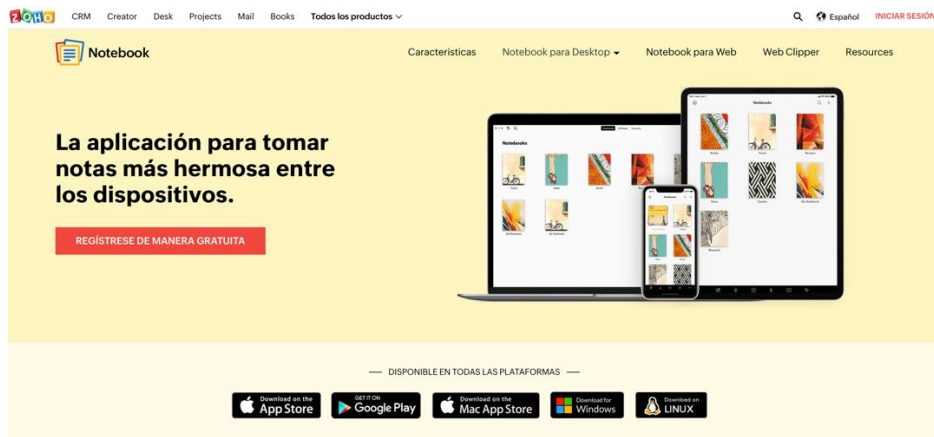 ZOHO CRM Creator Desk Projects Mail Books Todos los productos Español INICIAR SESIÓN
Notebook Caracteristicas Notebook para Desktop Notebook para Web Web Clipper Resources
La aplicación para tomar
notas más hermosa entre
los dispositivos.
REGÍSTRESE DE MANERA GRATUITA
Notebooks
Notebooks
Notebooks
DISPONIBLE EN TODAS LAS PLATAFORMAS
Download on the
App Store
GET IT ON
Google Play
Download on the
Mac App Store
Download for
Windows
Download on
LINUX